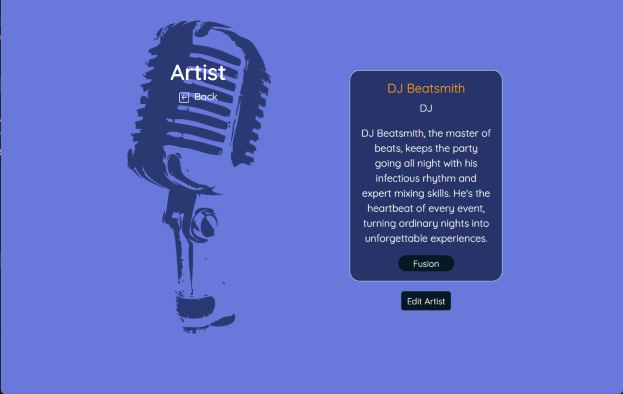 Artist
Back
DJ Beatsmith
DJ
DJ Beatsmith, the master of
beats, keeps the party
going all night with his
infectious rhythm and
expert mixing skills. He's the
heartbeat of every event,
turning ordinary nights into
unforgettable experiences.
Fusion
Edit Artist